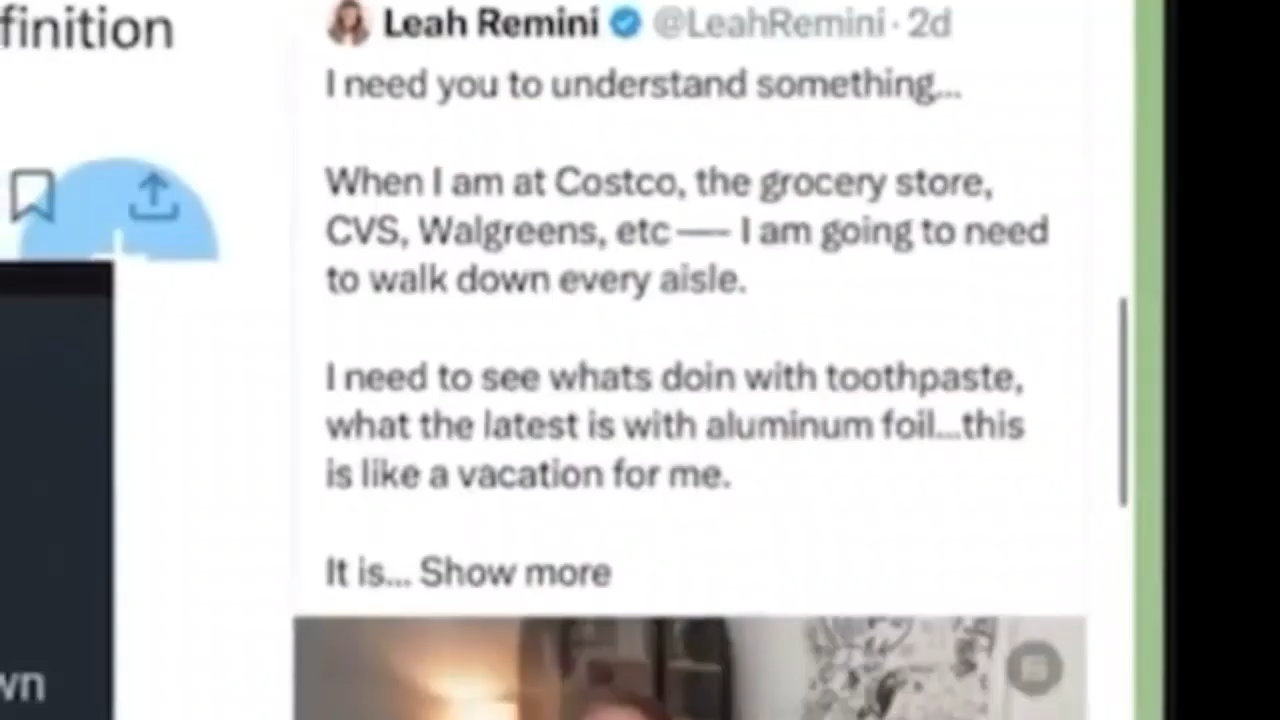 finition
Leah Remini @LeahRemini · 2d
I need you to understand something...
When I am at Costco, the grocery store,
CVS, Walgreens, etc —– I am going to need
to walk down every aisle.
I need to see whats doin with toothpaste,
what the latest is with aluminum foil...this
is like a vacation for me.
It is... Show more
wn